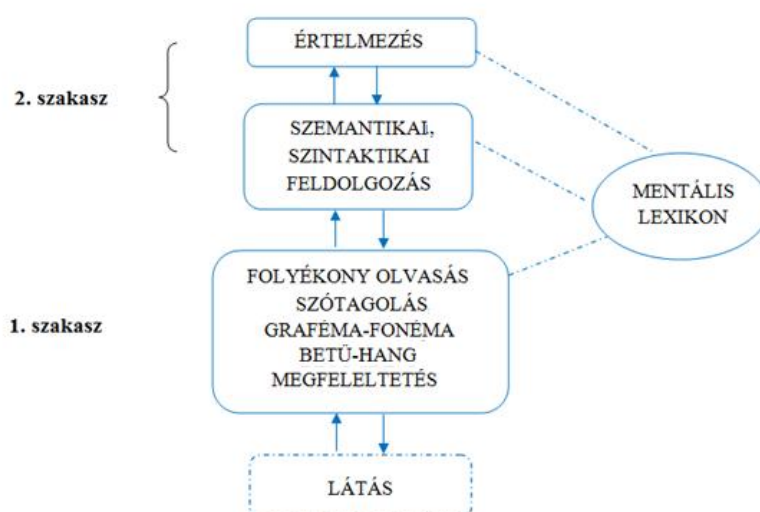 ÉRTELMEZÉS
2. szakasz
SZEMANTIKAI,
SZINTAKTIKAI
FELDOLGOZÁS
MENTÁLIS
LEXIKON
FOLYÉKONY OLVASÁS
SZÓTAGOLÁS
1. szakasz
GRAFÉMA-FONÉMA
BETŰ-HANG
MEGFELELTETÉS
LÁTÁS